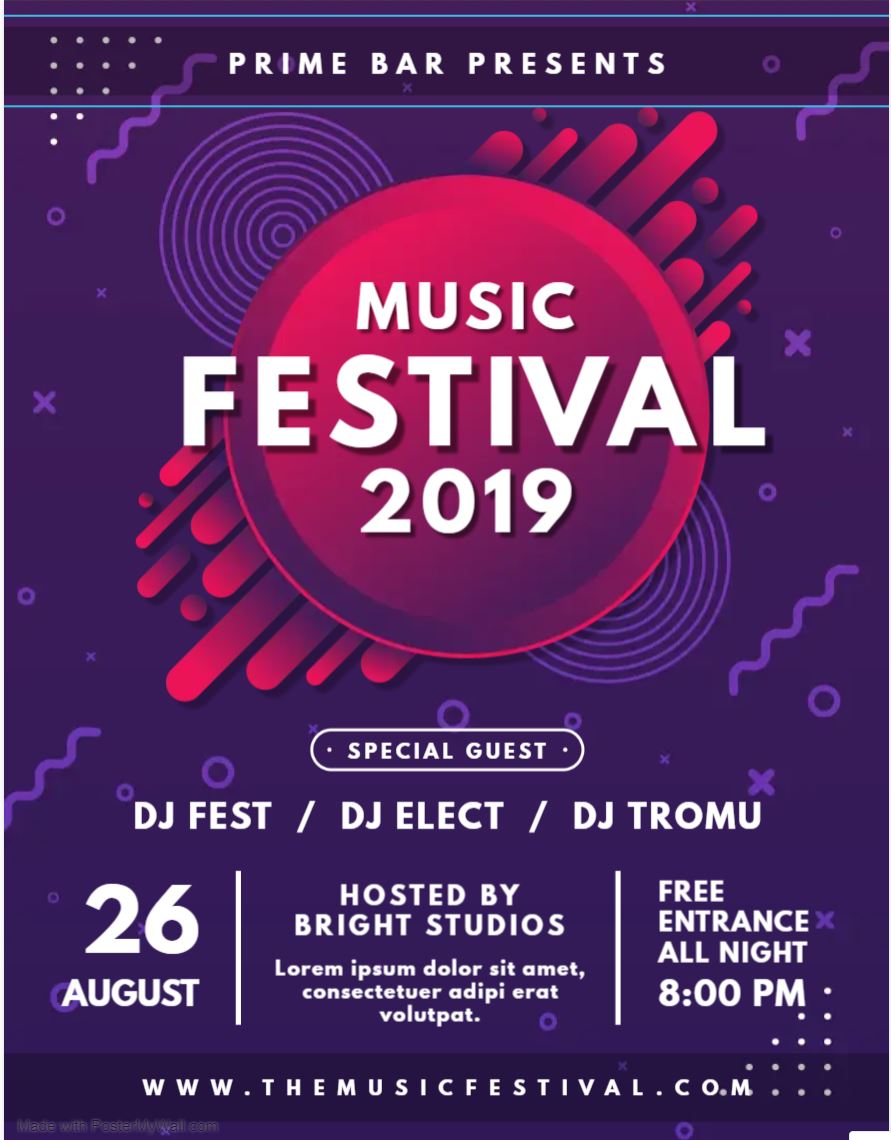 PRIME BAR PRESENTS
MUSIC
FESTIVAL
2019
· SPECIAL GUEST ·
DJ FEST / DJ ELECT / DJ TROMU
26
AUGUST
HOSTED BY
BRIGHT STUDIOS
Lorem ipsum dolor sit amet,
consectetuer adipi erat
volutpat.
FREE
ENTRANCE
ALL NIGHT
8:00 PM
WWW.THEMUSICFESTIVAL.COM
Made with PosterMyWall.com